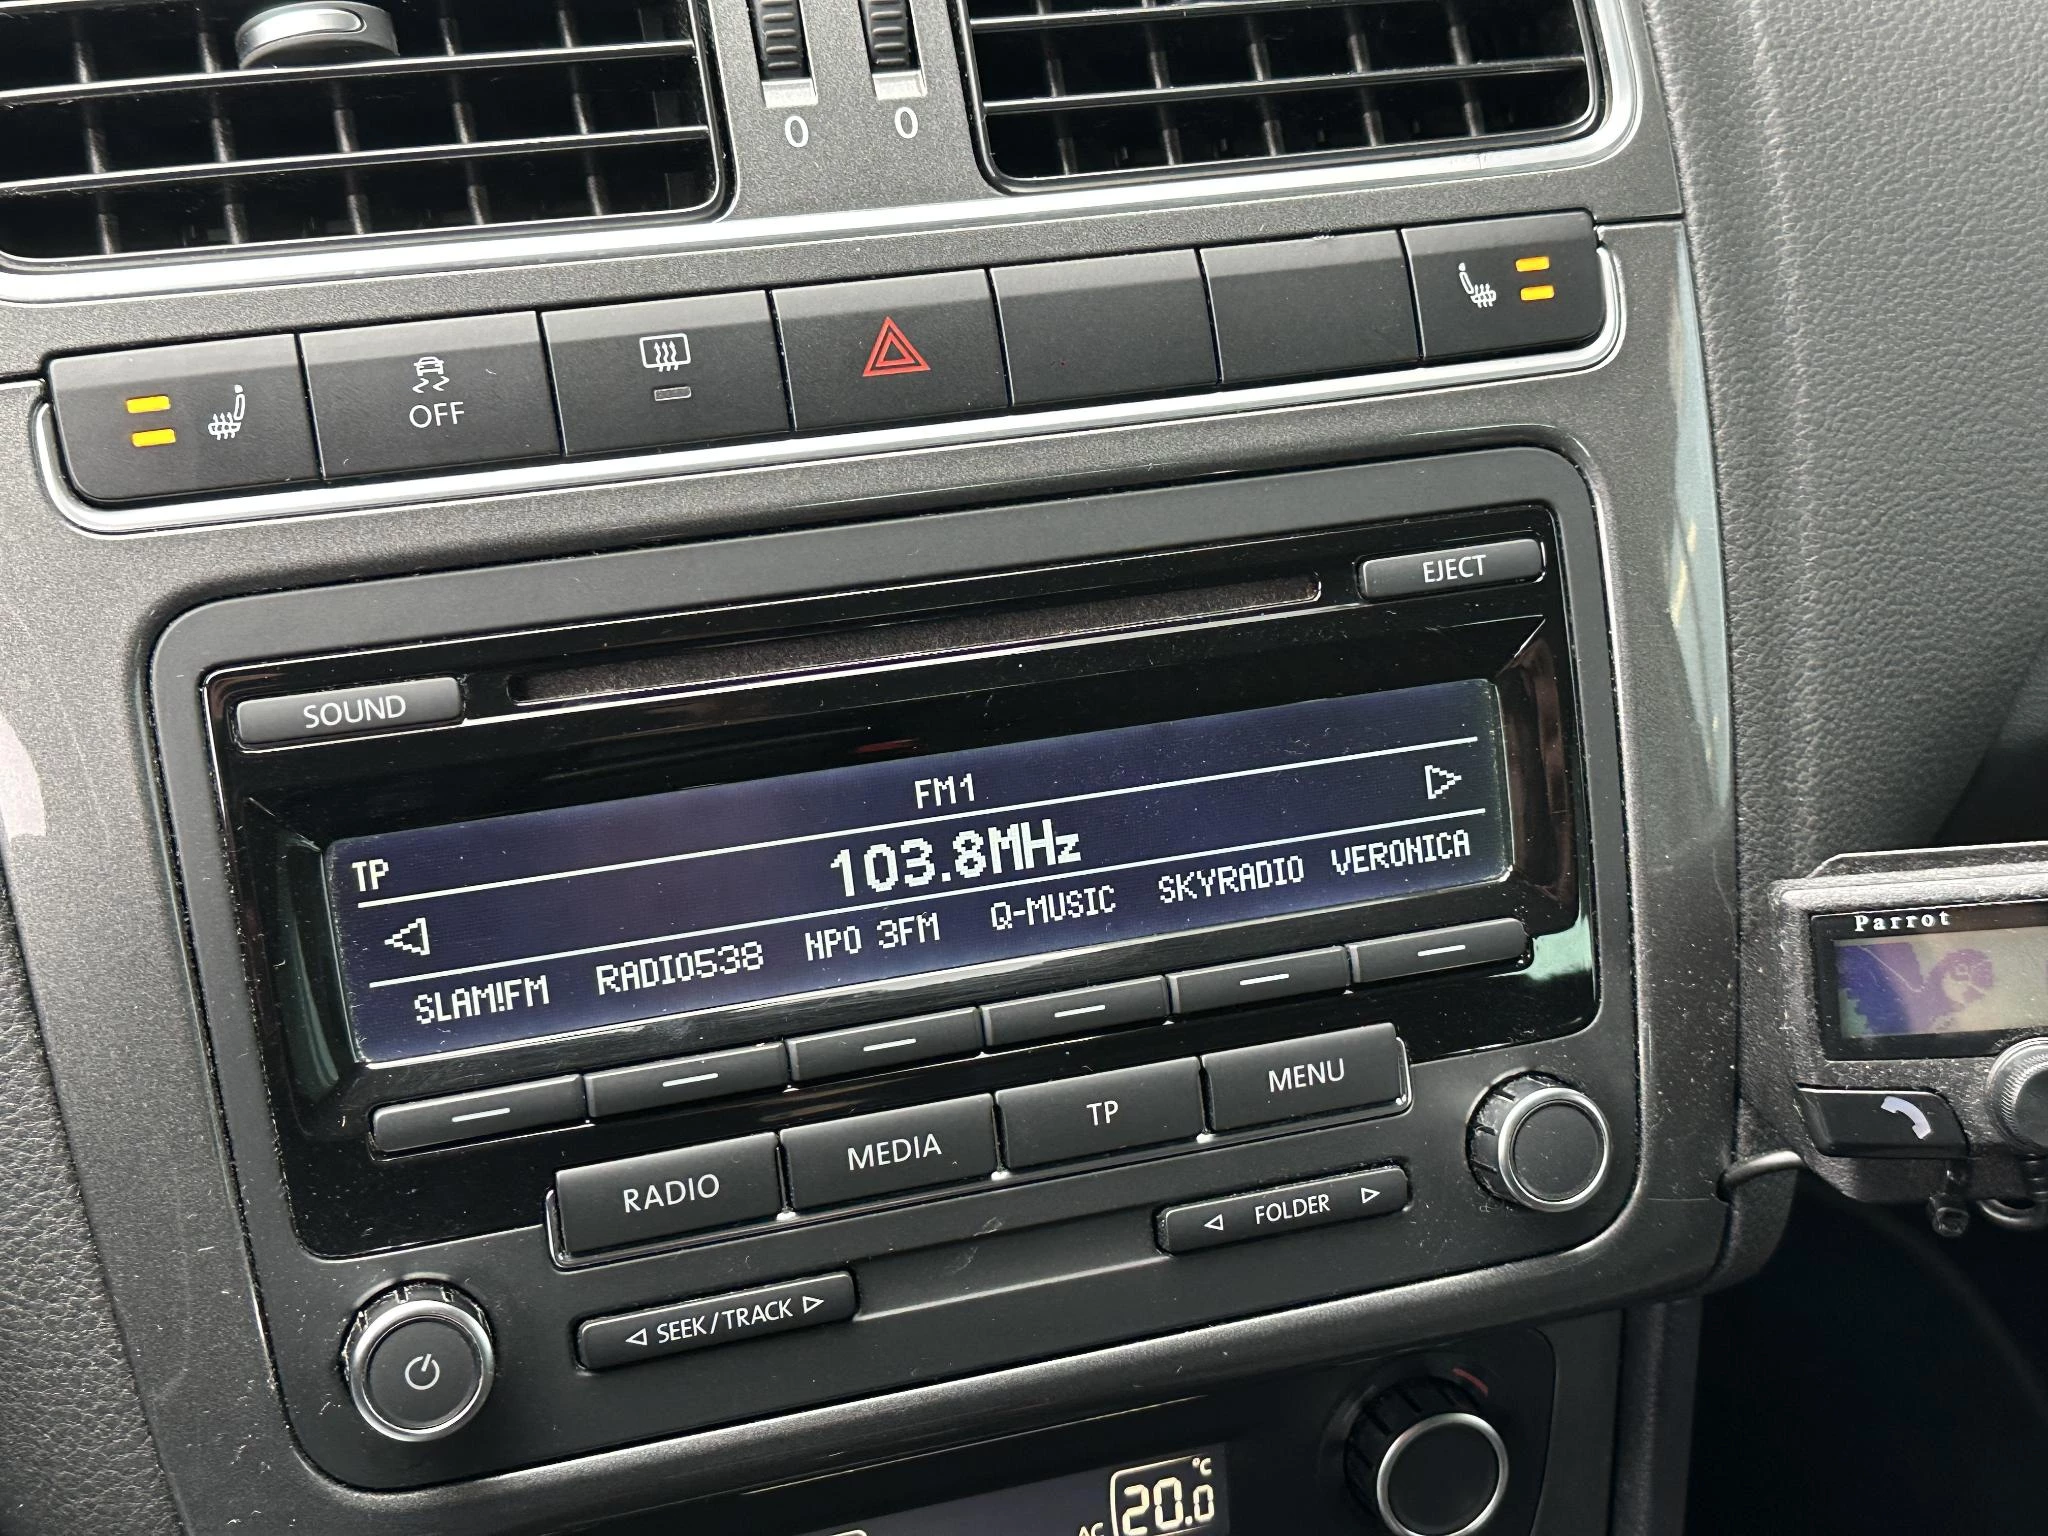 0 0
OFF
EJECT
SOUND
FM1
TP
103.8MHz
SLAM!FM RADIO538 NPO 3FM Q-MUSIC SKYRADIO VERONICA
Parrot
RADIO MEDIA TP MENU
SEEK/TRACK
FOLDER
AC 20.0 °C